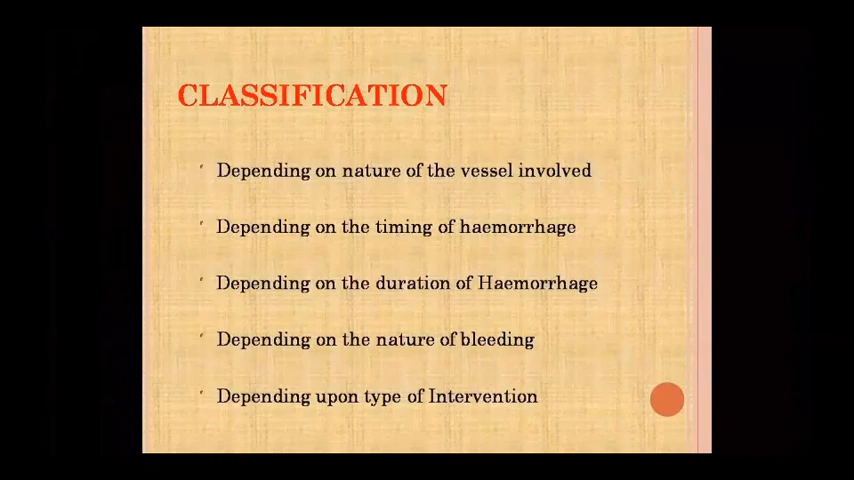 CLASSIFICATION
Depending on nature of the vessel involved
Depending on the timing of haemorrhage
Depending on the duration of Haemorrhage
Depending on the nature of bleeding
Depending upon type of Intervention